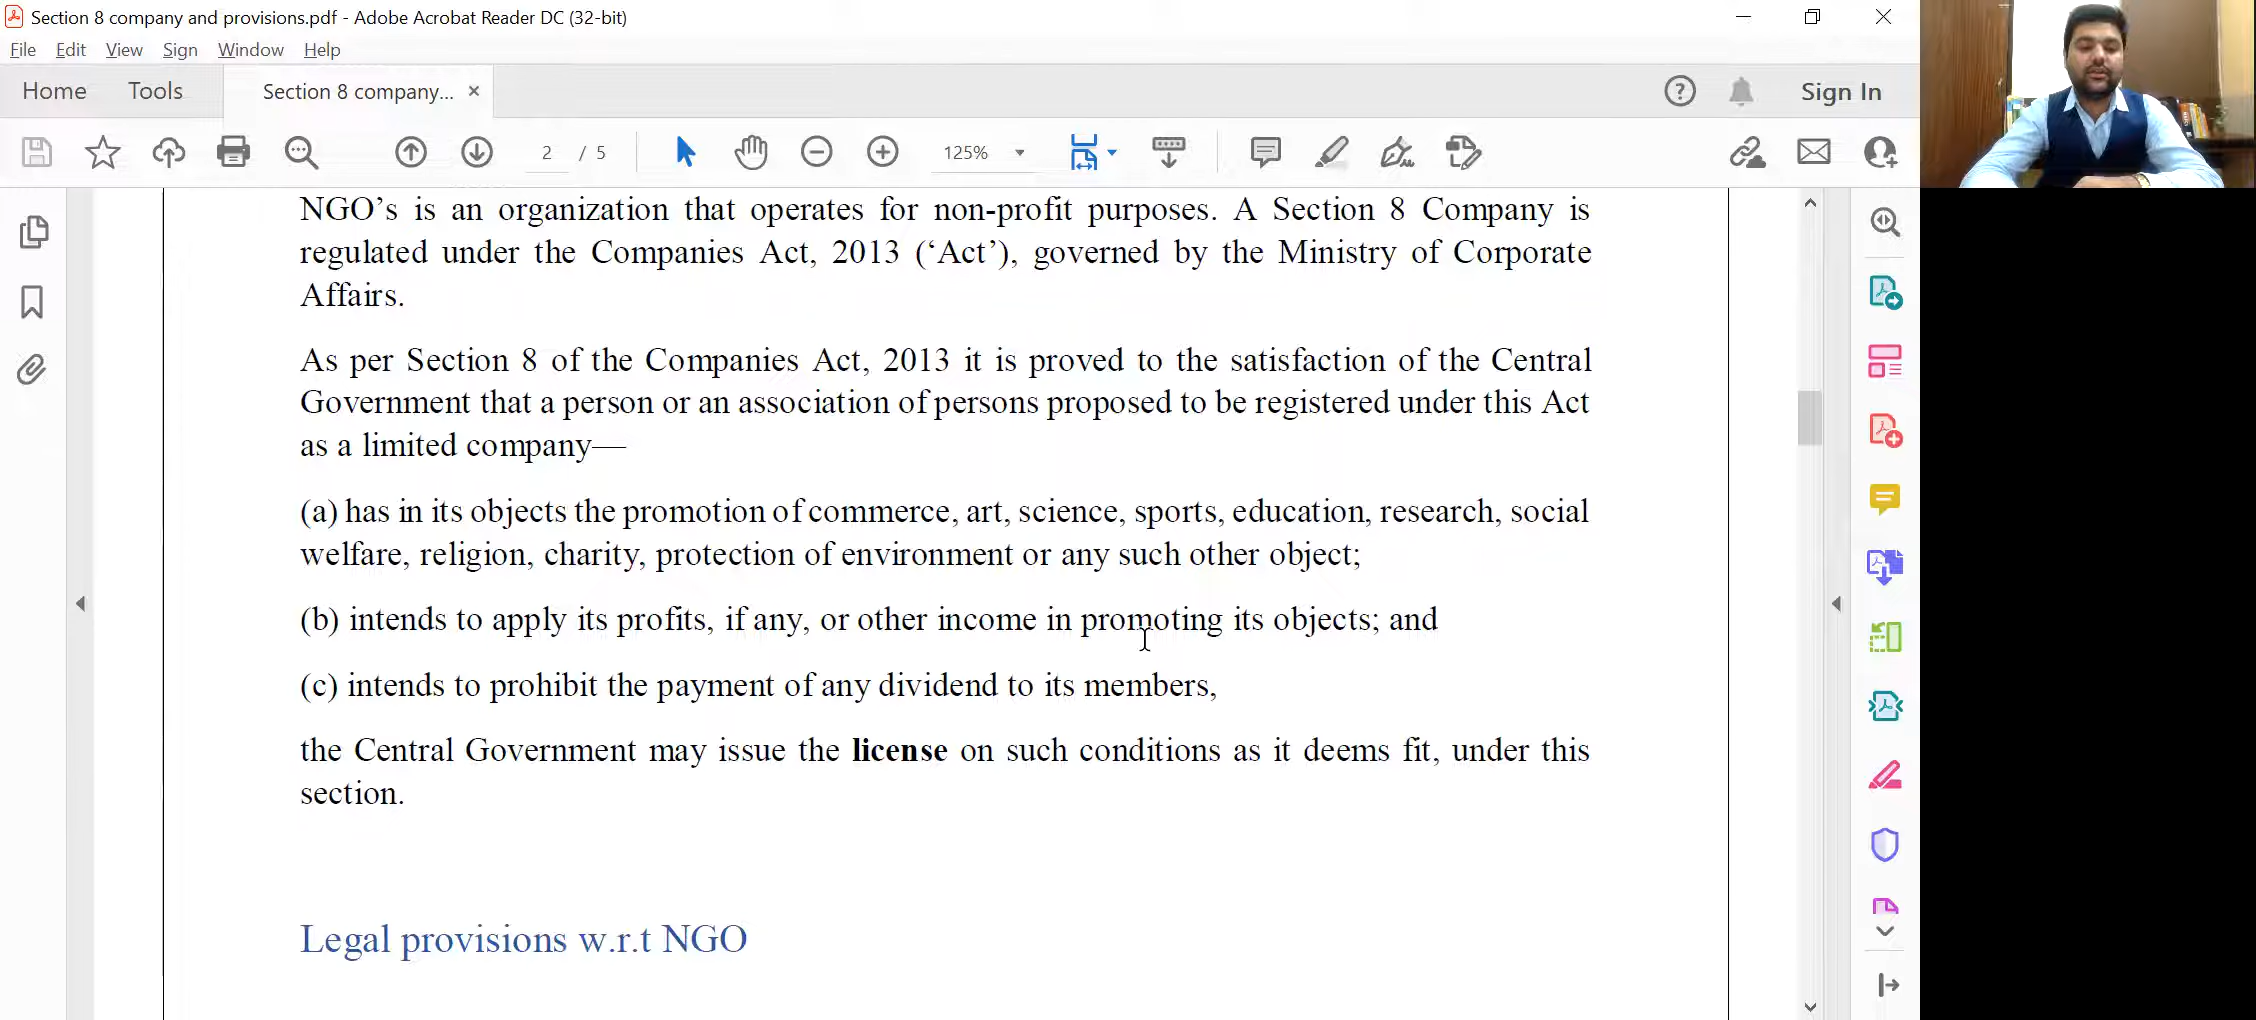 Section 8 company and provisions.pdf - Adobe Acrobat Reader DC (32-bit)
File Edit View Sign Window Help
Home Tools Section 8 company... × Sign In
2 / 5 125%
NGO’s is an organization that operates for non-profit purposes. A Section 8 Company is
regulated under the Companies Act, 2013 (‘Act’), governed by the Ministry of Corporate
Affairs.
As per Section 8 of the Companies Act, 2013 it is proved to the satisfaction of the Central
Government that a person or an association of persons proposed to be registered under this Act
as a limited company—
(a) has in its objects the promotion of commerce, art, science, sports, education, research, social
welfare, religion, charity, protection of environment or any such other object;
(b) intends to apply its profits, if any, or other income in promoting its objects; and
(c) intends to prohibit the payment of any dividend to its members,
the Central Government may issue the license on such conditions as it deems fit, under this
section.
Legal provisions w.r.t NGO